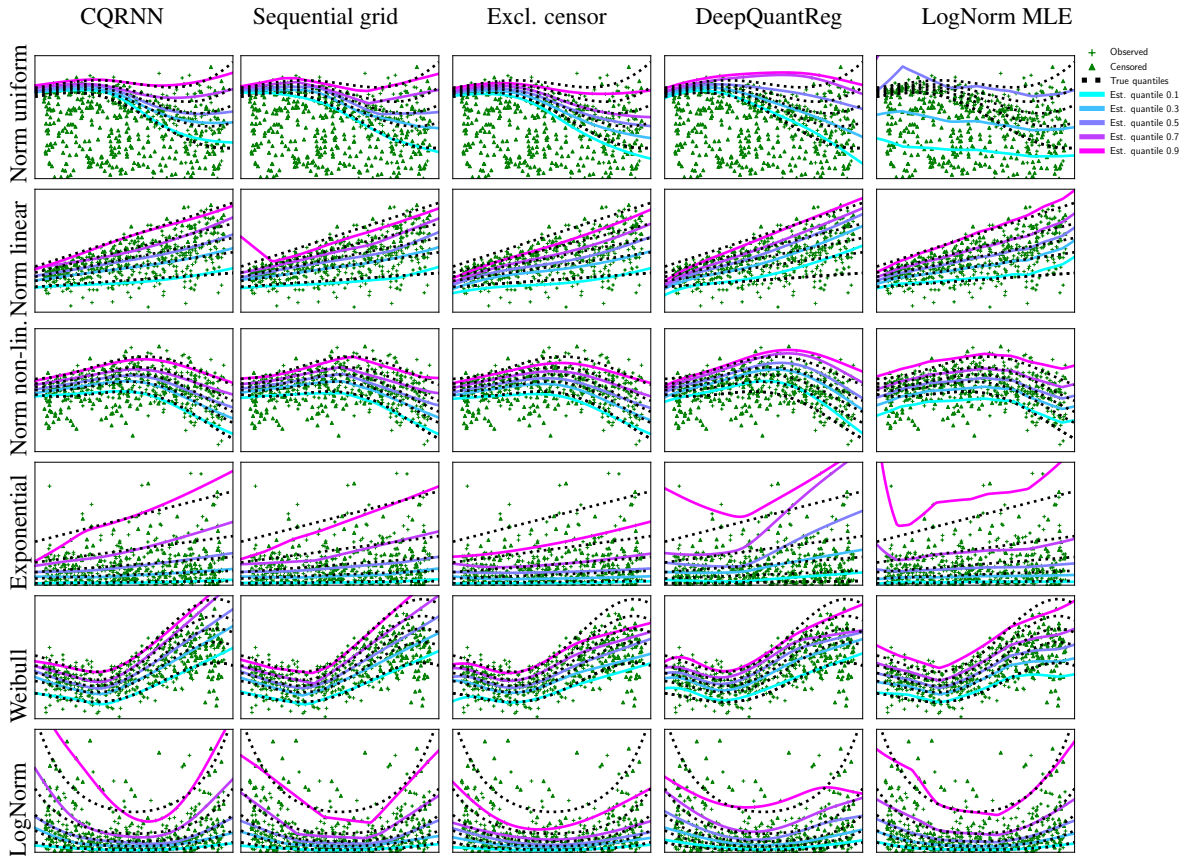 CQRNN Sequential grid Excl. censor DeepQuantReg LogNorm MLE
Observed
Censored
True quantiles
Est. quantile 0.1
Est. quantile 0.3
Est. quantile 0.5
Est. quantile 0.7
Est. quantile 0.9
Norm uniform
Norm linear
Norm non-lin.
Exponential
Weibull
LogNorm